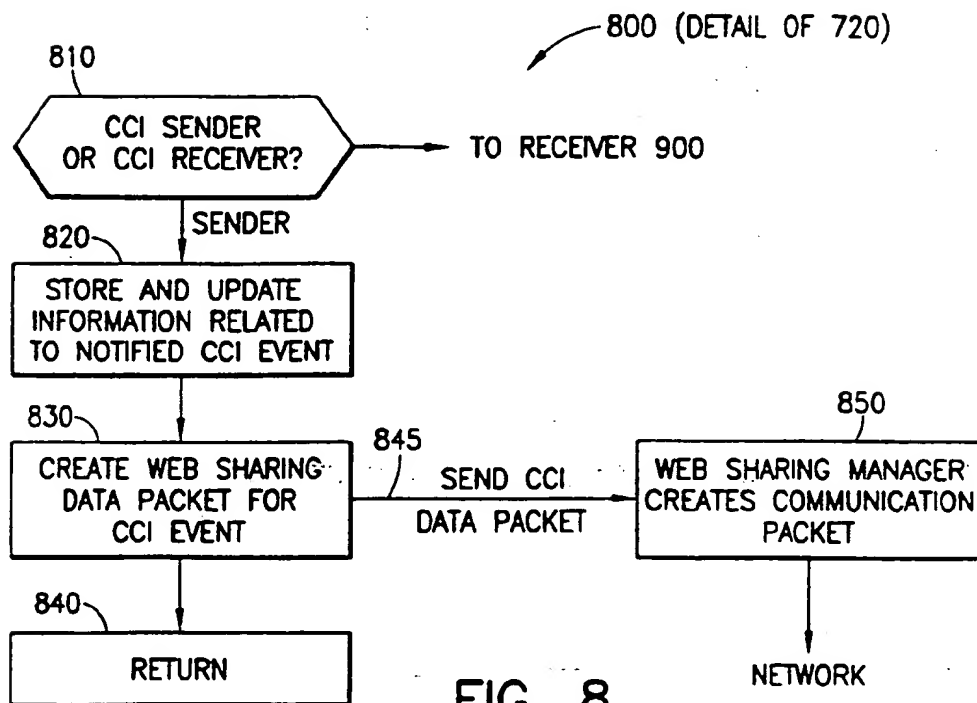 800 (DETAIL OF 720)
810
CCI SENDER
OR CCI RECEIVER?
TO RECEIVER 900
SENDER
820
STORE AND UPDATE
INFORMATION RELATED
TO NOTIFIED CCI EVENT
830
CREATE WEB SHARING
DATA PACKET FOR
CCI EVENT
845
SEND CCI
DATA PACKET
850
WEB SHARING MANAGER
CREATES COMMUNICATION
PACKET
840
RETURN
NETWORK
FIG. 8